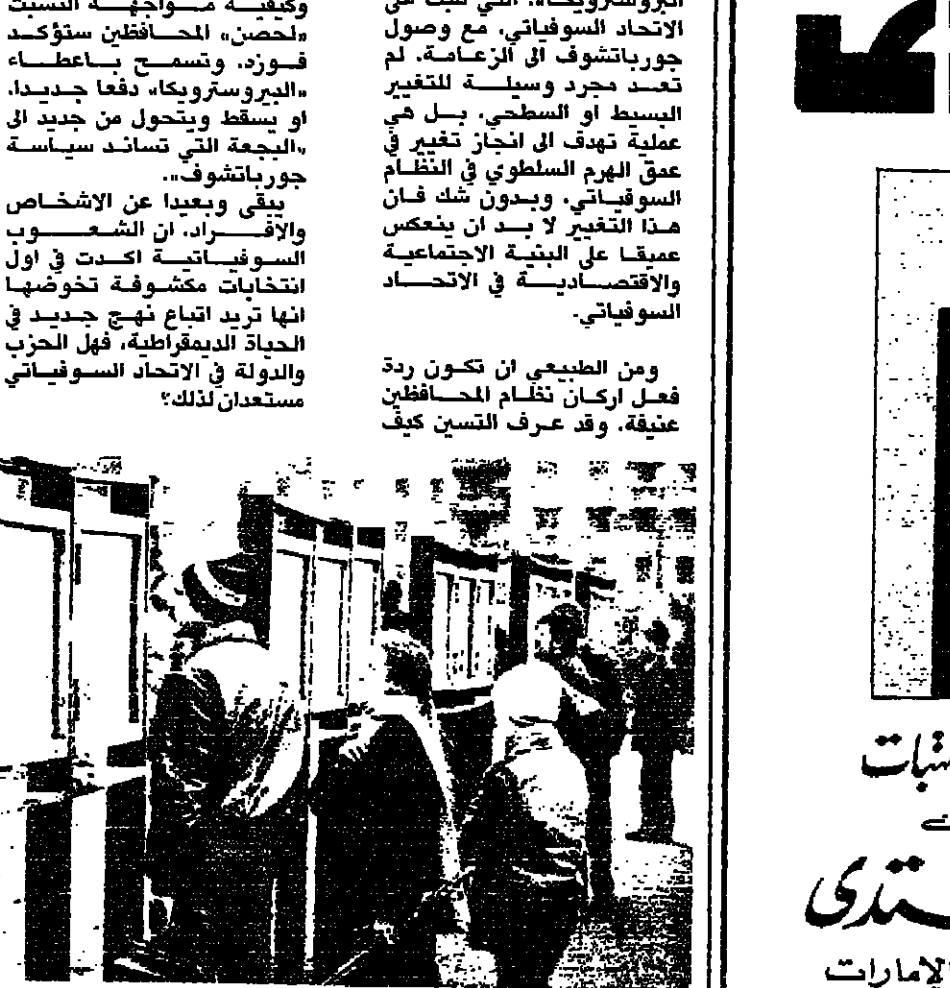 الاتحاد السوفياتي، مع وصول
جورباتشوف الى الزعامة، لم
تعد مجرد وسيلة للتغيير
البسيط او السطحي، بل هي
عملية تهدف الى انجاز تغيير في
عمق الهرم السلطوي في النظام
السوفياتي، وبدون شك فان
هذا التغيير لا بد ان ينعكس
عميقا على البنية الاجتماعية
والاقتصادية في الاتحاد
السوفياتي.
ومن الطبيعي ان تكون ردة
فعل اركان نظام المحافظين
عنيفة، وقد عرف التسين كيف
وكيفية مواجهة التسين
«لحصن» المحافظين ستؤكد
فوزه، وتسمح باعطاء
«البيروسترويكا» دفعا جديدا،
او يسقط ويتحول من جديد الى
«البجعة التي تساند سياسة
جورباتشوف».
يبقى وبعيدا عن الاشخاص
والافراد، ان الشعوب
السوفياتية اكدت في اول
انتخابات مكشوفة تخوضها
انها تريد اتباع نهج جديد في
الحياة الديمقراطية، فهل الحزب
والدولة في الاتحاد السوفياتي
مستعدان لذلك؟
الإمارات